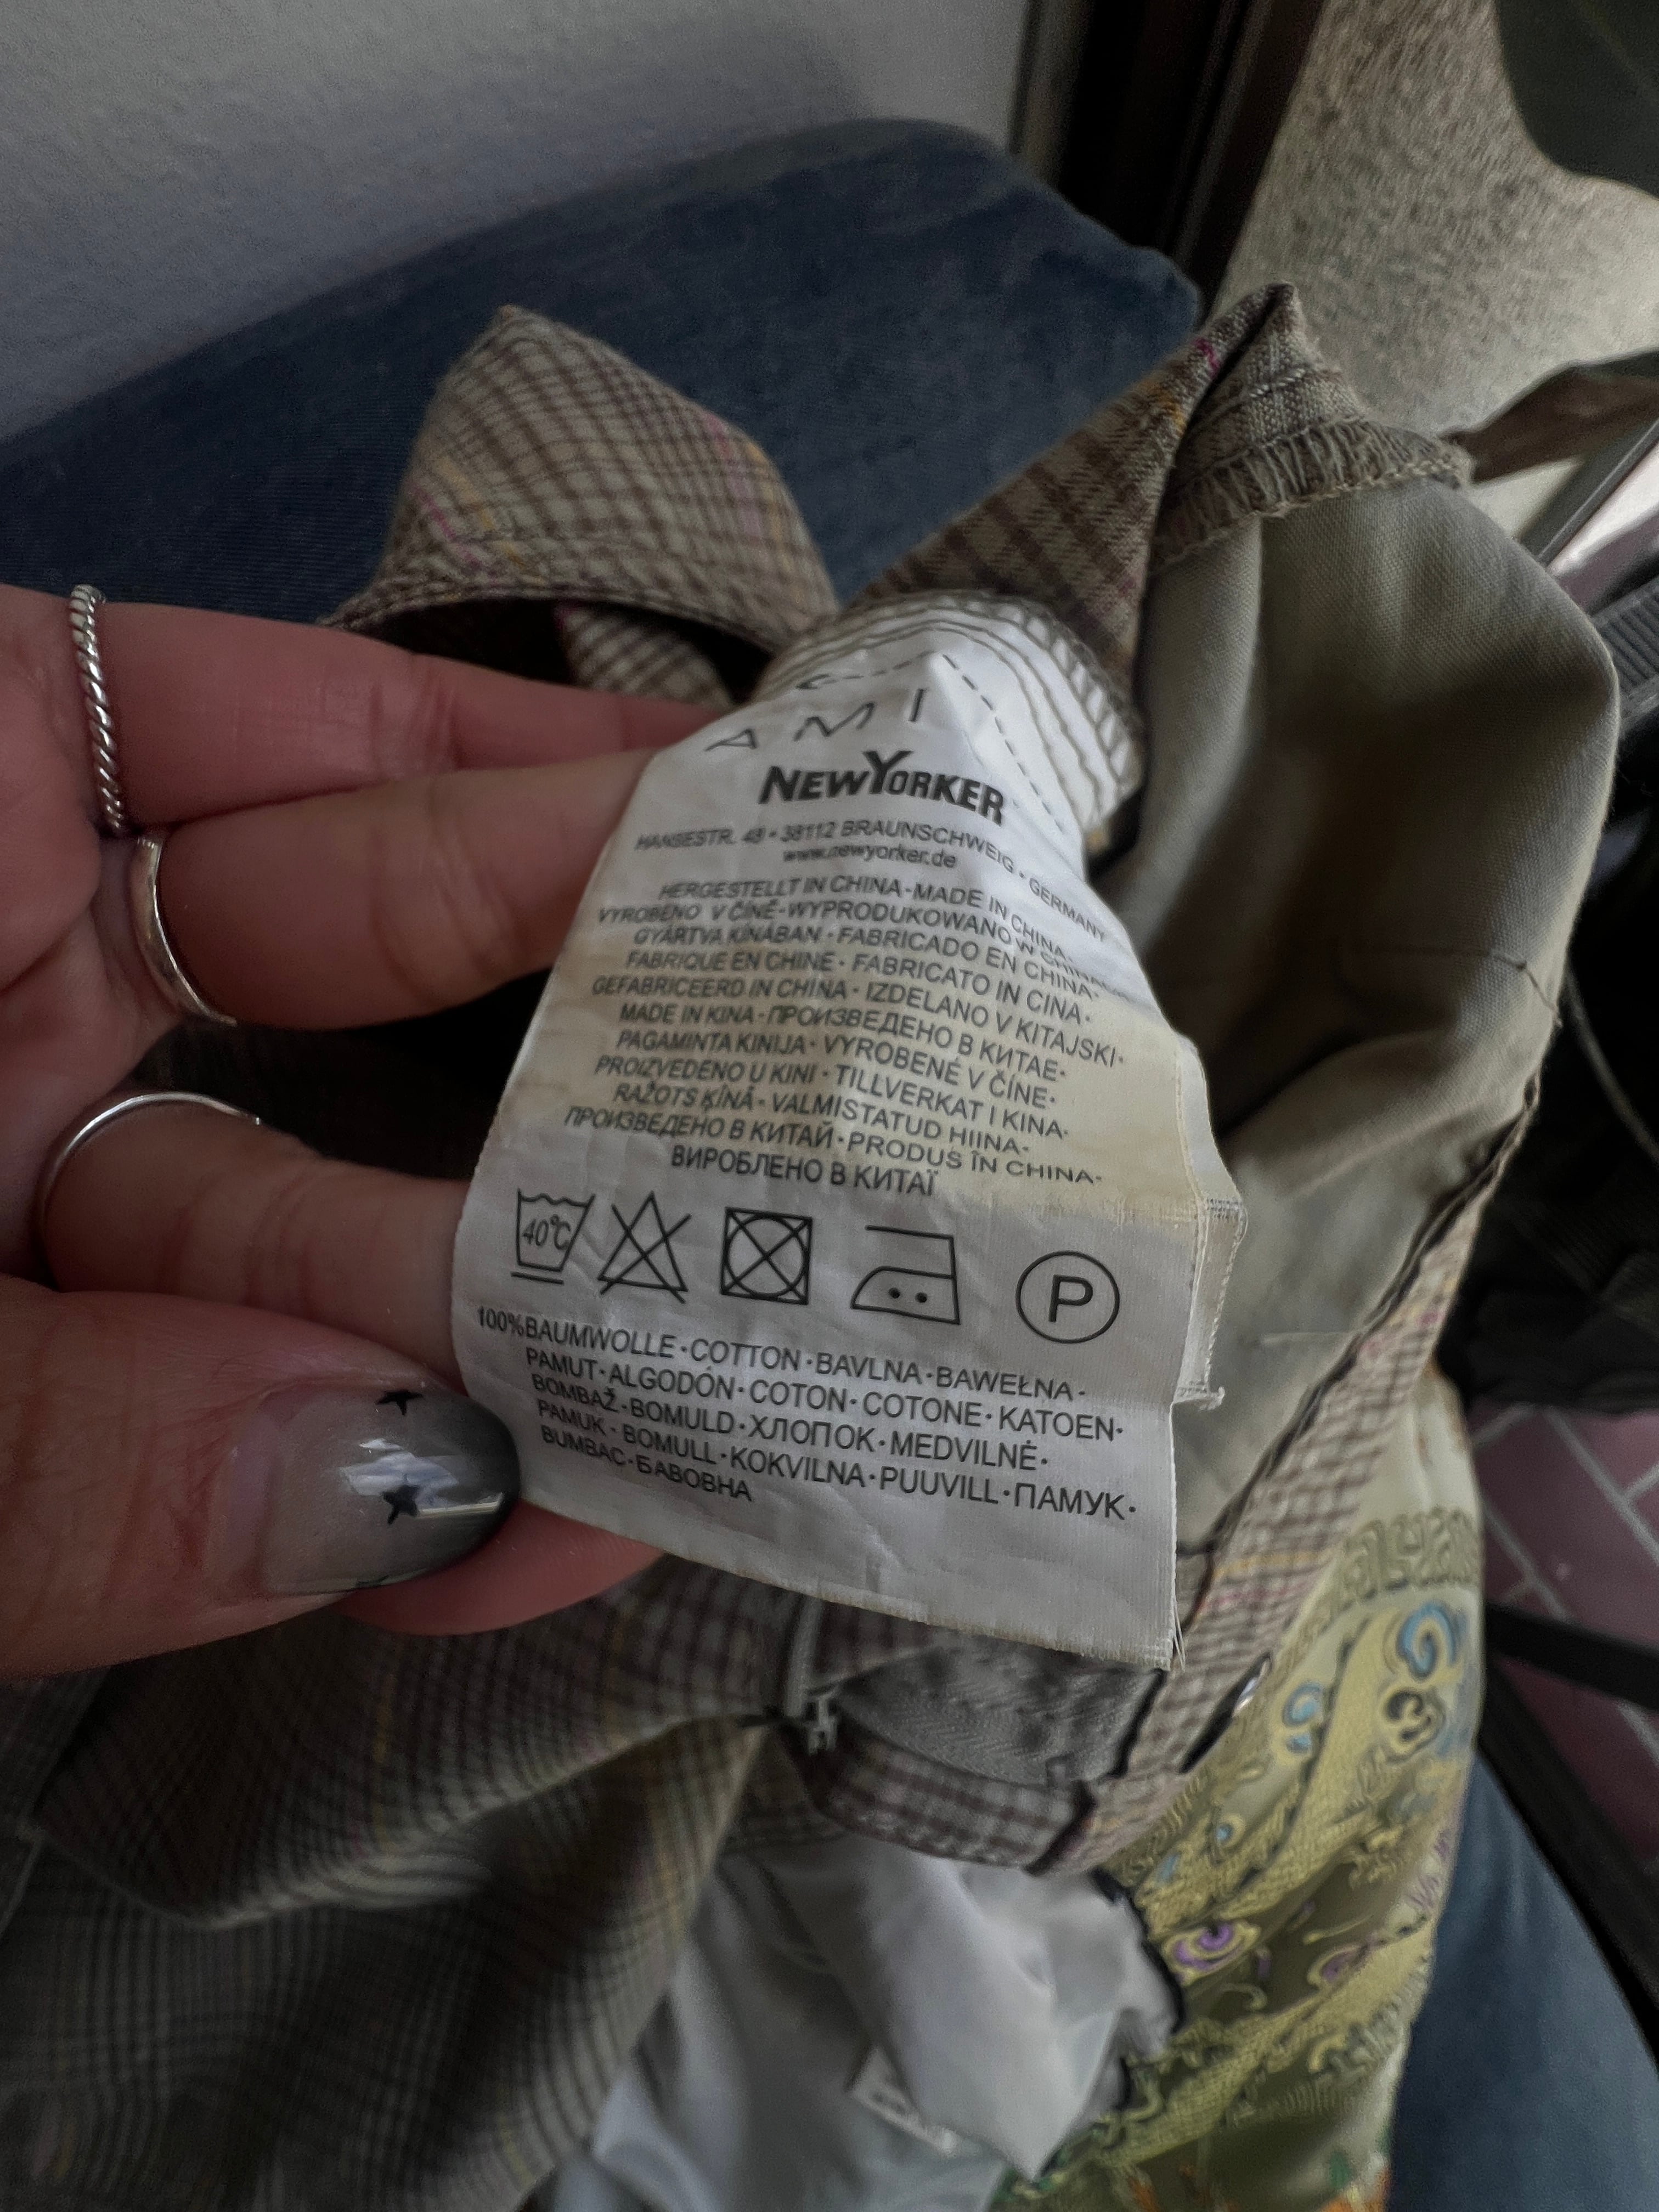 AMI
NEWYORKER
HANSESTR. 48 • 38112 BRAUNSCHWEIG • GERMANY
www.newyorker.de
HERGESTELLT IN CHINA · MADE IN CHINA ·
VYROBENO V ČÍNĚ · WYPRODUKOWANO W CHINACH
GYÁRTVA KÍNÁBAN · FABRICADO EN CHINA ·
FABRIQUE EN CHINE · FABRICATO IN CINA ·
GEFABRICEERD IN CHINA · IZDELANO V KITAJSKI ·
MADE IN KINA · ПРОИЗВЕДЕНО В КИТАЕ ·
PAGAMINTA KINIJA · VYROBENÉ V ČÍNE ·
PROIZVEDENO U KINI · TILLVERKAT I KINA ·
RAŽOTS ĶĪNĀ · VALMISTATUD HIINA ·
ПРОИЗВЕДЕНО В КИТАЙ · PRODUS ÎN CHINA ·
ВИРОБЛЕНО В КИТАЇ
40°C P
100%BAUMWOLLE · COTTON · BAVLNA · BAWEŁNA ·
PAMUT · ALGODÓN · COTON · COTONE · KATOEN ·
BOMBAŽ · BOMULD · ХЛОПОК · MEDVILNĖ ·
PAMUK · BOMULL · KOKVILNA · PUUVILL · ПАМУК ·
BUMBAC · БАВОВНА